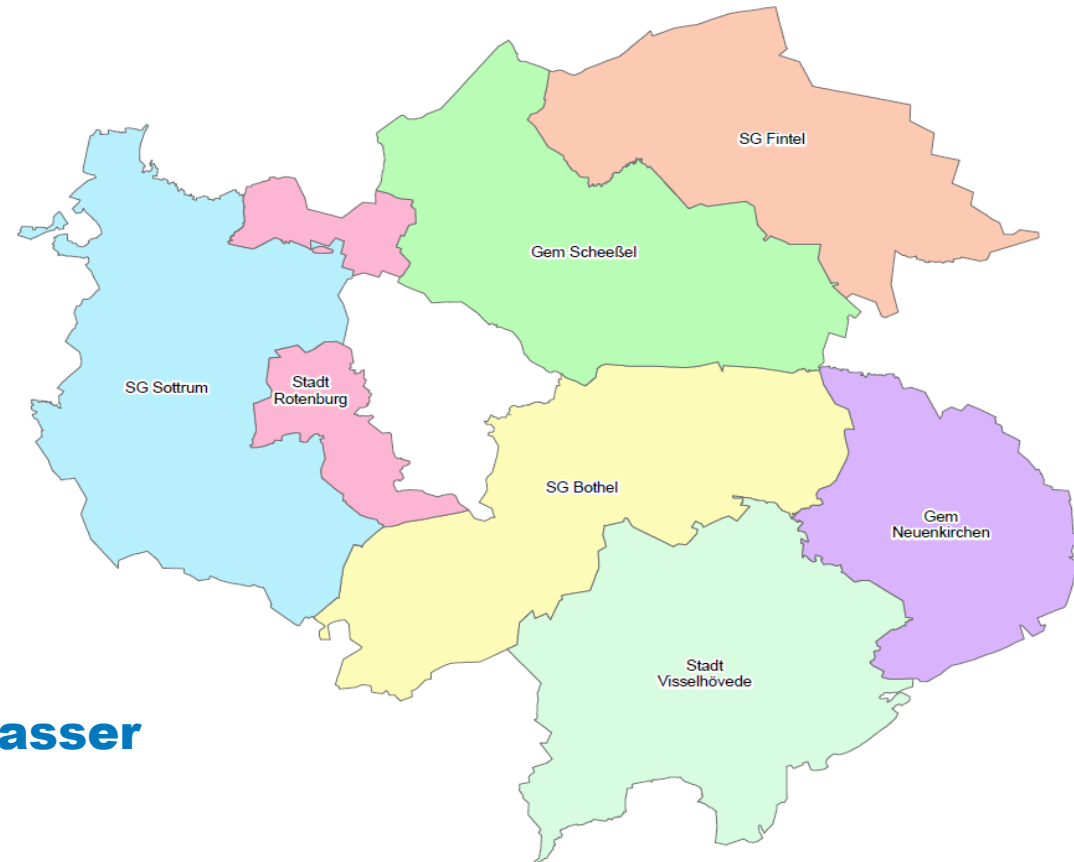 SG Fintel
Gem Scheeßel
SG Sottrum
Stadt
Rotenburg
SG Bothel
Gem
Neuenkirchen
Stadt
Visselhövede
asser